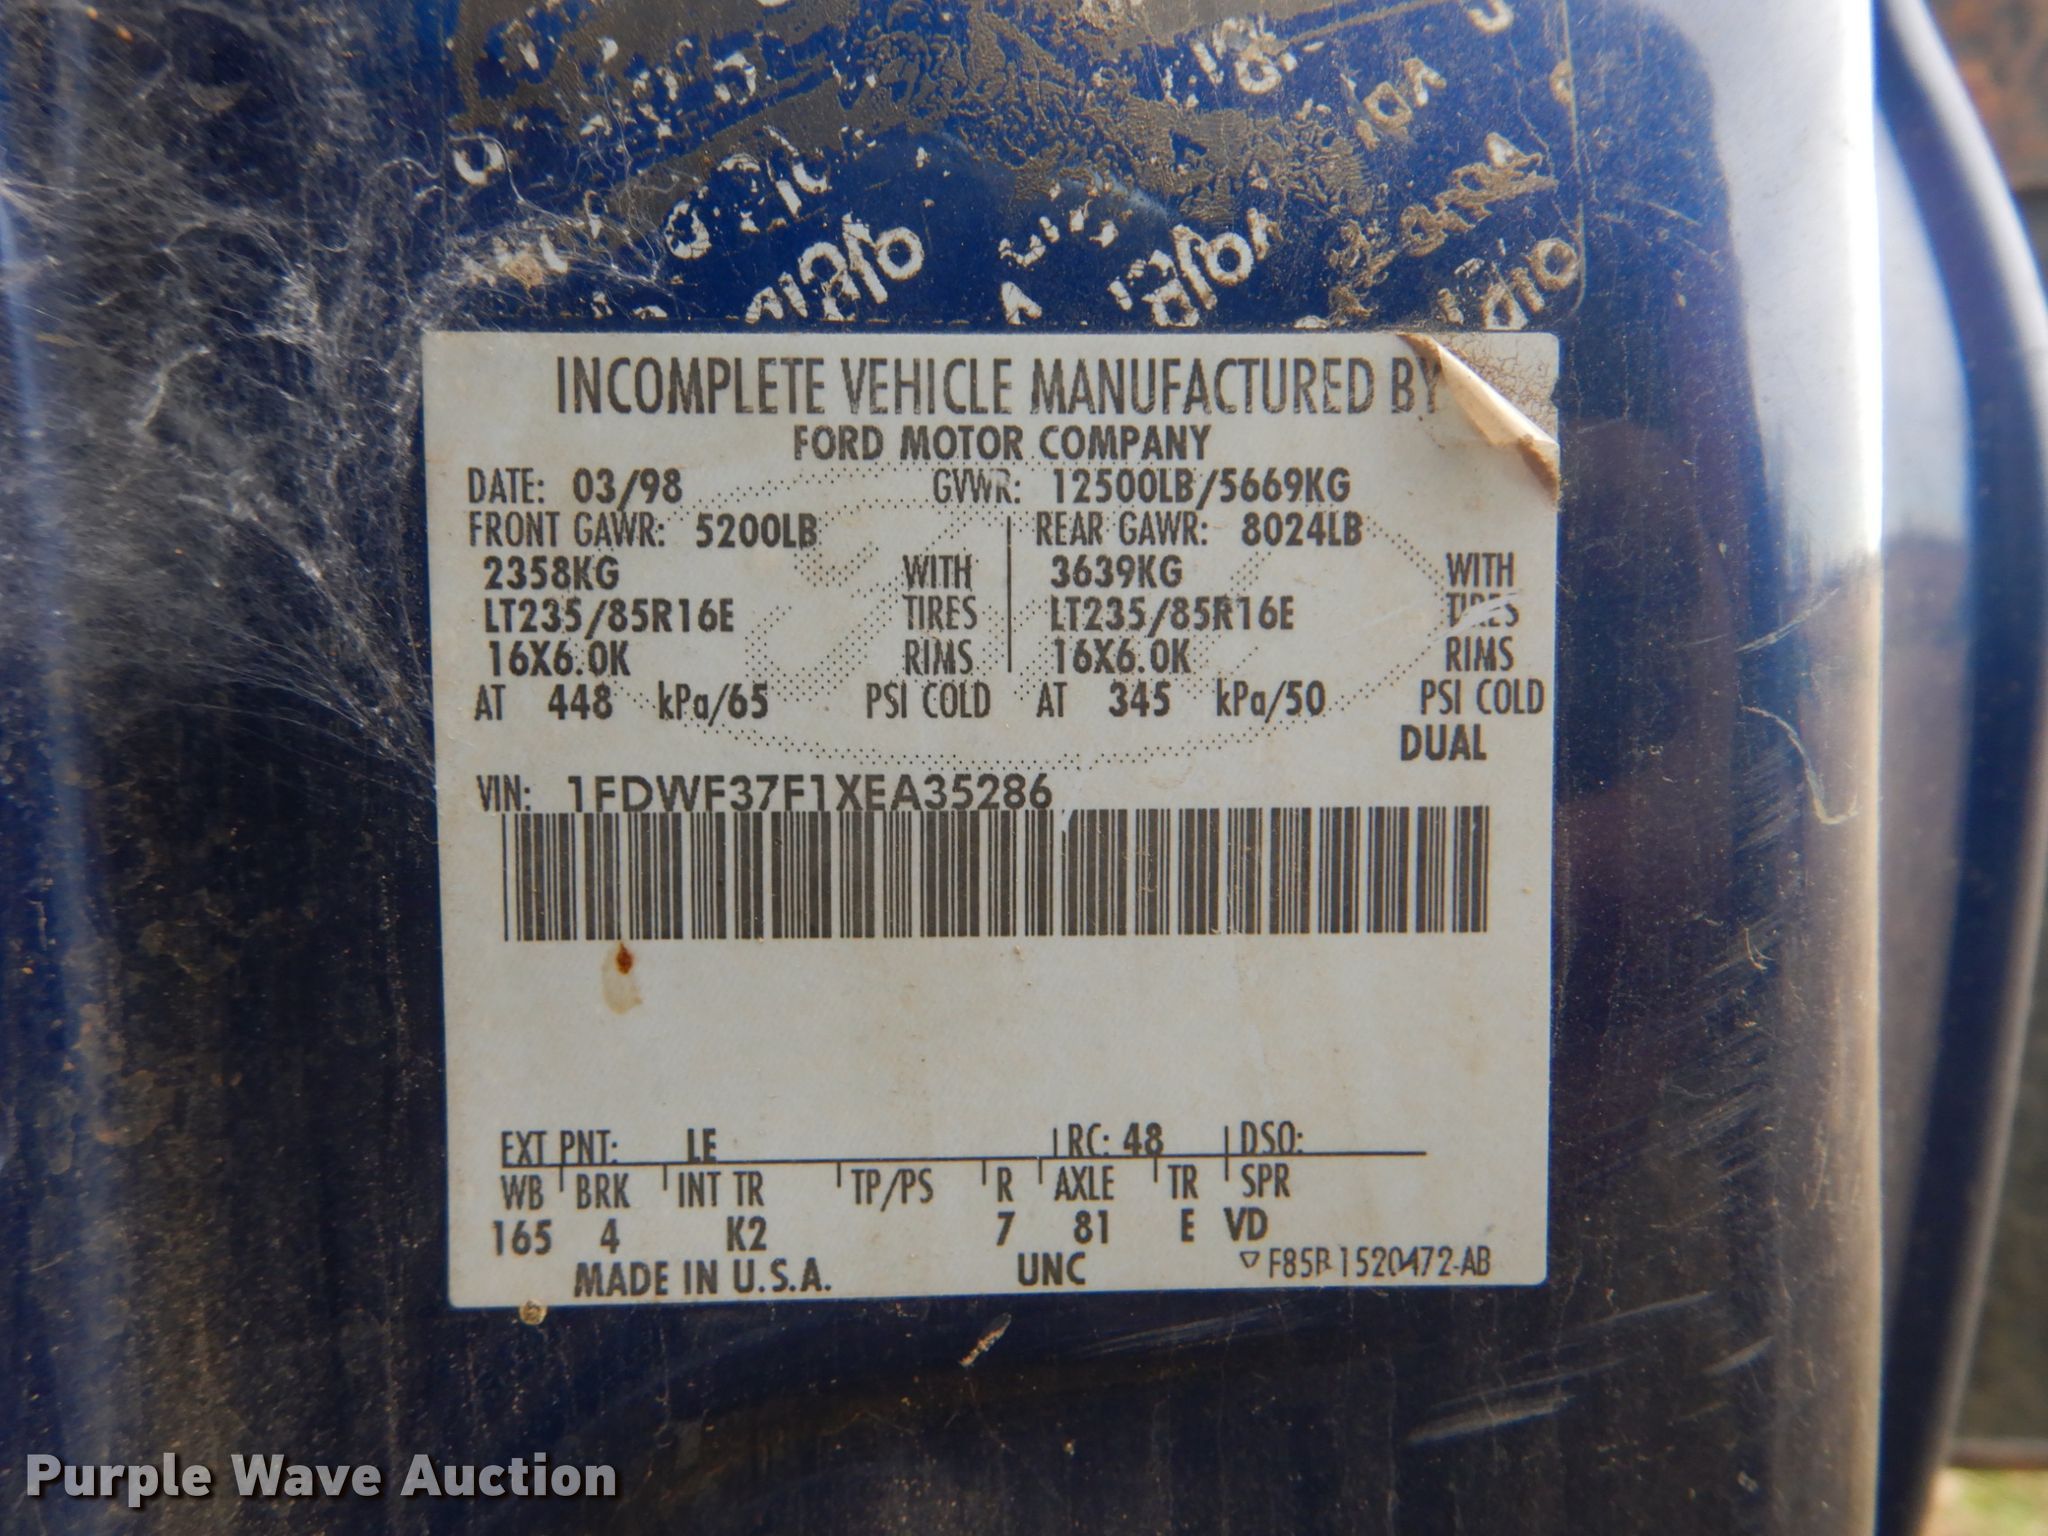 INCOMPLETE VEHICLE MANUFACTURED BY
FORD MOTOR COMPANY
DATE: 03/98 GVWR: 12500LB/5669KG
FRONT GAWR: 5200LB REAR GAWR: 8024LB
2358KG WITH 3639KG WITH
LT235/85R16E TIRES LT235/85R16E TIRES
16X6.0K RIMS 16X6.0K RIMS
AT 448 kPa/65 PSI COLD AT 345 kPa/50 PSI COLD
DUAL
VIN: 1FDWF37F1XEA35286
EXT PNT: LE RC: 48 DSO:
WB BRK INT TR TP/PS R AXLE TR SPR
165 4 K2 7 81 E VD
MADE IN U.S.A. UNC F85B 1520472-AB
Purple Wave Auction